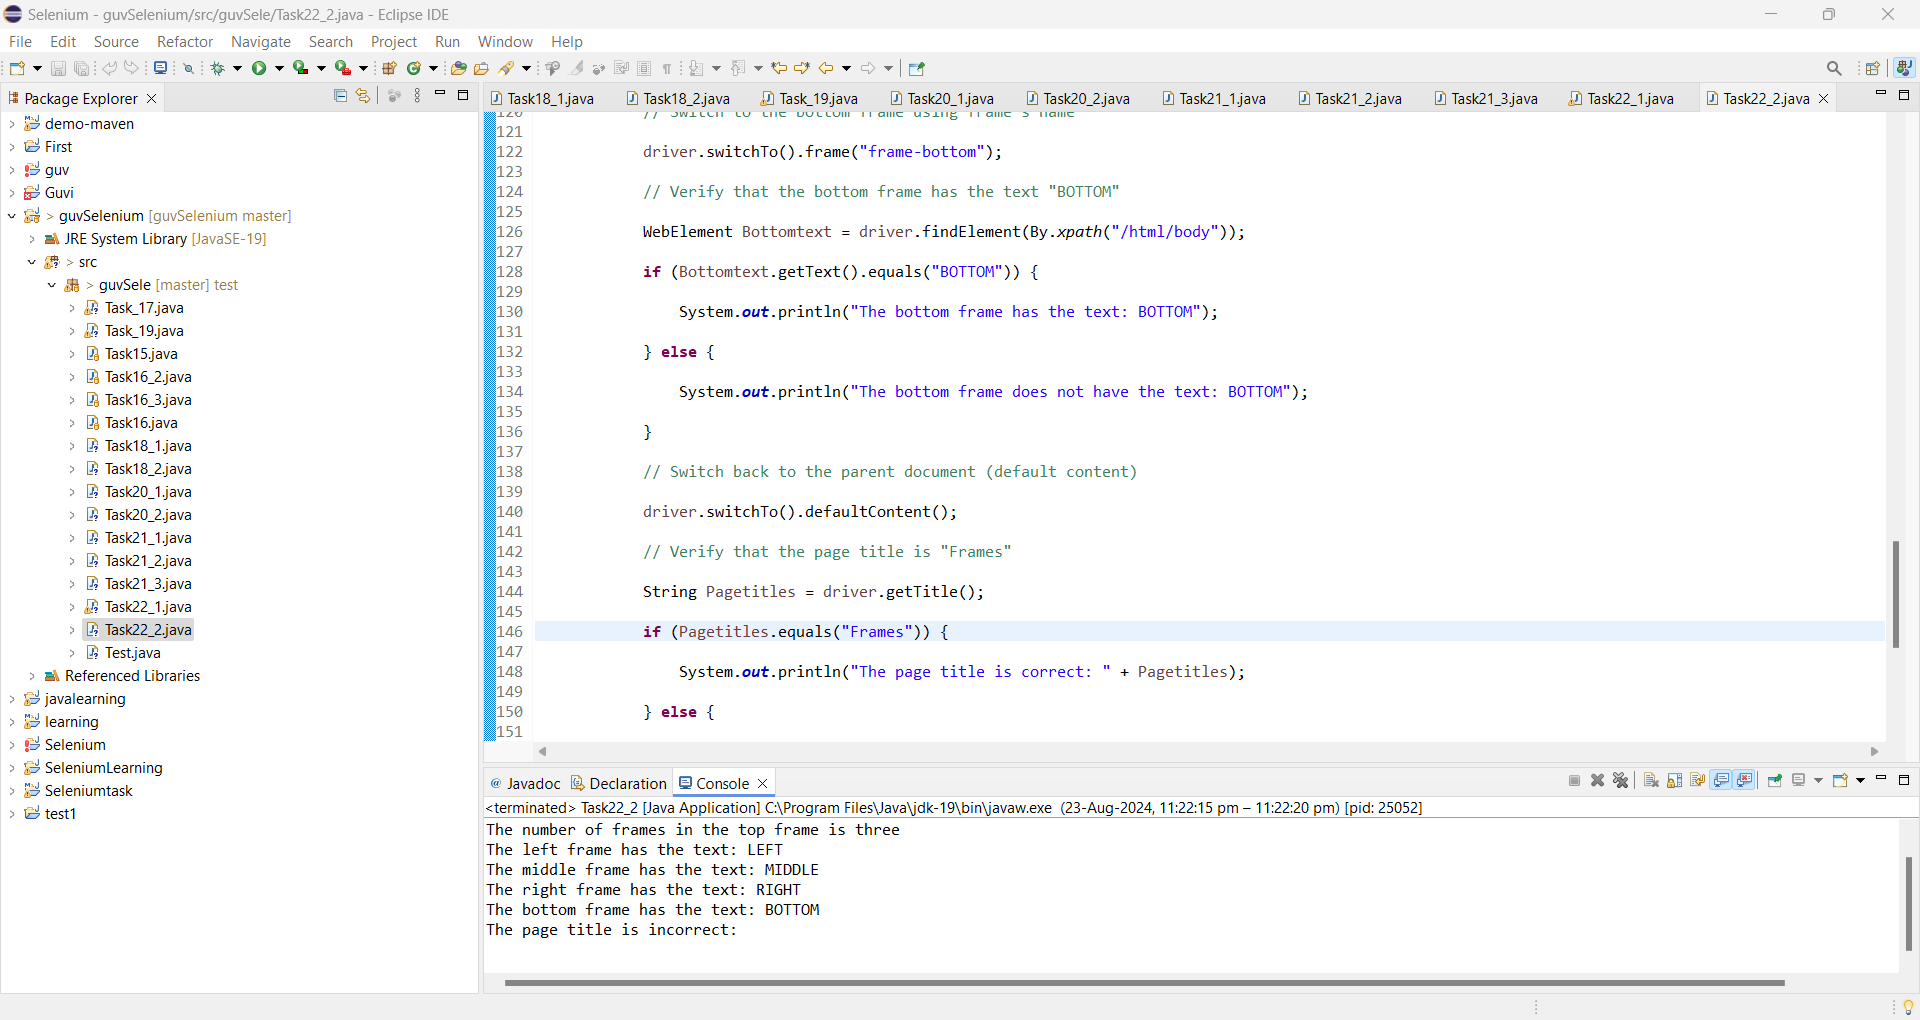 Selenium - guvSelenium/src/guvSele/Task22_2.java - Eclipse IDE
File Edit Source Refactor Navigate Search Project Run Window Help
Package Explorer
demo-maven
First
guv
Guvi
> guvSelenium [guvSelenium master]
JRE System Library [JavaSE-19]
> src
> guvSele [master] test
Task_17.java
Task_19.java
Task15.java
Task16_2.java
Task16_3.java
Task16.java
Task18_1.java
Task18_2.java
Task20_1.java
Task20_2.java
Task21_1.java
Task21_2.java
Task21_3.java
Task22_1.java
Task22_2.java
Test.java
Referenced Libraries
javalearning
learning
Selenium
SeleniumLearning
Seleniumtask
test1
Task18_1.java Task18_2.java Task_19.java Task20_1.java Task20_2.java Task21_1.java Task21_2.java Task21_3.java Task22_1.java Task22_2.java
120 // Switch to the bottom frame using frame's name
121
122 driver.switchTo().frame("frame-bottom");
123
124 // Verify that the bottom frame has the text "BOTTOM"
125
126 WebElement Bottomtext = driver.findElement(By.xpath("/html/body"));
127
128 if (Bottomtext.getText().equals("BOTTOM")) {
129
130 System.out.println("The bottom frame has the text: BOTTOM");
131
132 } else {
133
134 System.out.println("The bottom frame does not have the text: BOTTOM");
135
136 }
137
138 // Switch back to the parent document (default content)
139
140 driver.switchTo().defaultContent();
141
142 // Verify that the page title is "Frames"
143
144 String Pagetitles = driver.getTitle();
145
146 if (Pagetitles.equals("Frames")) {
147
148 System.out.println("The page title is correct: " + Pagetitles);
149
150 } else {
151
@ Javadoc Declaration Console
<terminated> Task22_2 [Java Application] C:\Program Files\Java\jdk-19\bin\javaw.exe (23-Aug-2024, 11:22:15 pm – 11:22:20 pm) [pid: 25052]
The number of frames in the top frame is three
The left frame has the text: LEFT
The middle frame has the text: MIDDLE
The right frame has the text: RIGHT
The bottom frame has the text: BOTTOM
The page title is incorrect: